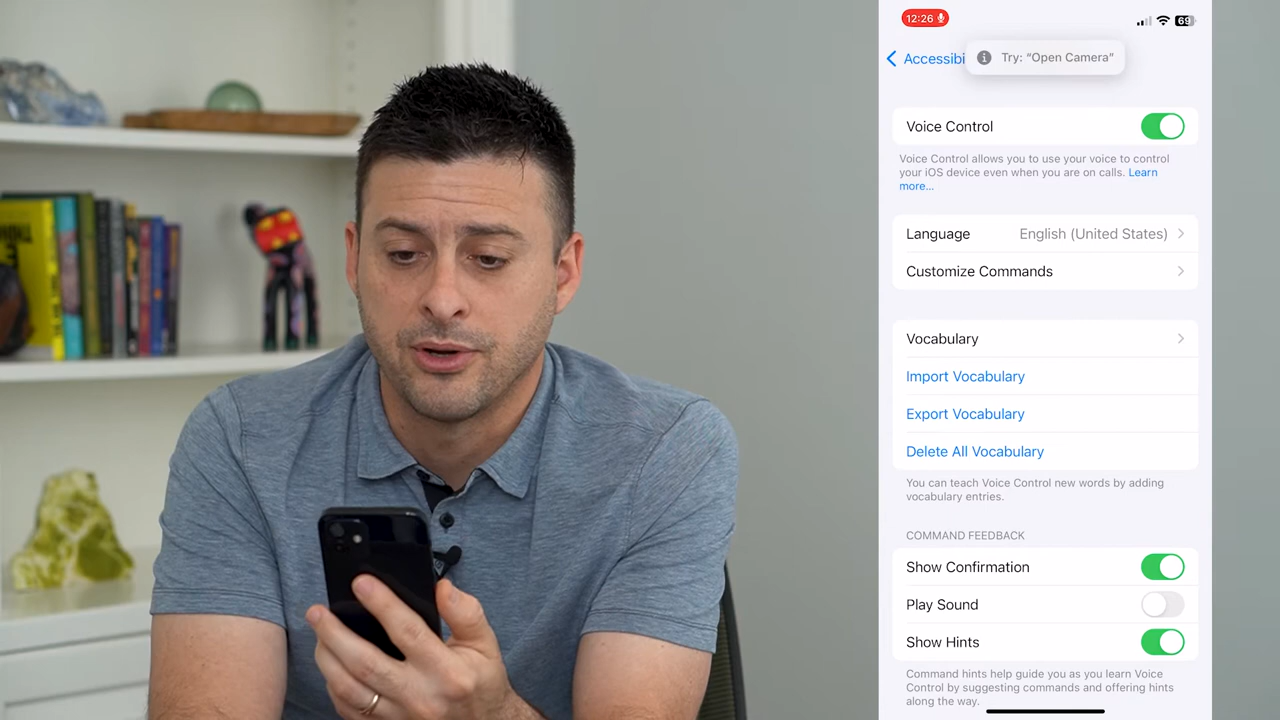 12:26
69
Accessibi
Try: “Open Camera”
Voice Control
Voice Control allows you to use your voice to control
your iOS device even when you are on calls. Learn
more...
Language English (United States)
Customize Commands
Vocabulary
Import Vocabulary
Export Vocabulary
Delete All Vocabulary
You can teach Voice Control new words by adding
vocabulary entries.
COMMAND FEEDBACK
Show Confirmation
Play Sound
Show Hints
Command hints help guide you as you learn Voice
Control by suggesting commands and offering hints
along the way.